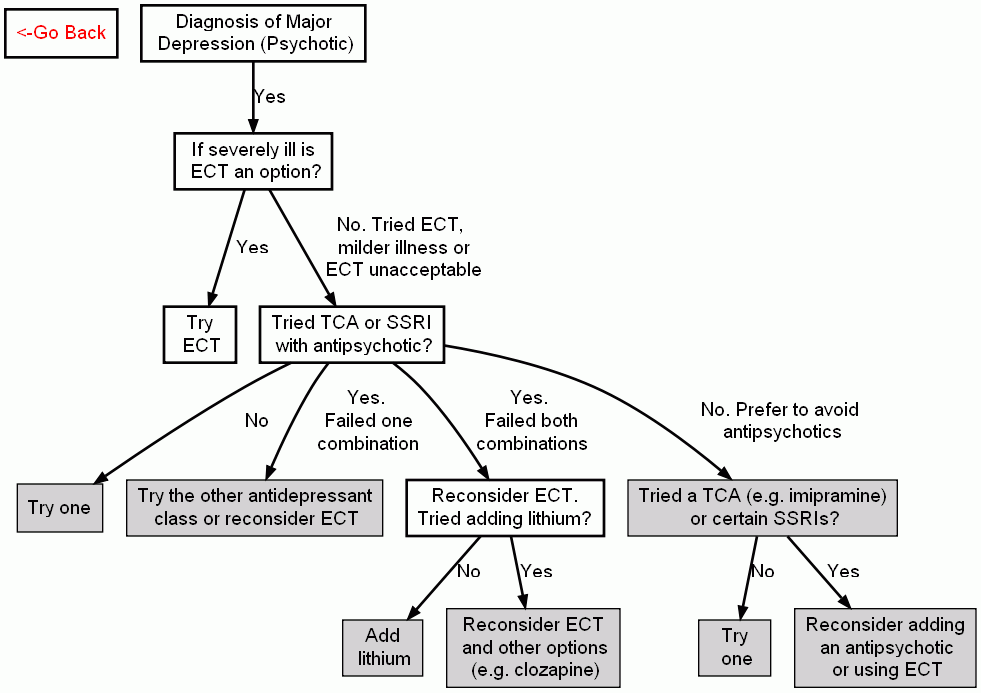 <-Go Back
Diagnosis of Major
Depression (Psychotic)
Yes
If severely ill is
ECT an option?
Yes
No. Tried ECT,
milder illness or
ECT unacceptable
Try
ECT
Tried TCA or SSRI
with antipsychotic?
No
Yes.
Failed one
combination
Yes.
Failed both
combinations
No. Prefer to avoid
antipsychotics
Try one
Try the other antidepressant
class or reconsider ECT
Reconsider ECT.
Tried adding lithium?
Tried a TCA (e.g. imipramine)
or certain SSRIs?
No
Yes
No
Yes
Add
lithium
Reconsider ECT
and other options
(e.g. clozapine)
Try
one
Reconsider adding
an antipsychotic
or using ECT